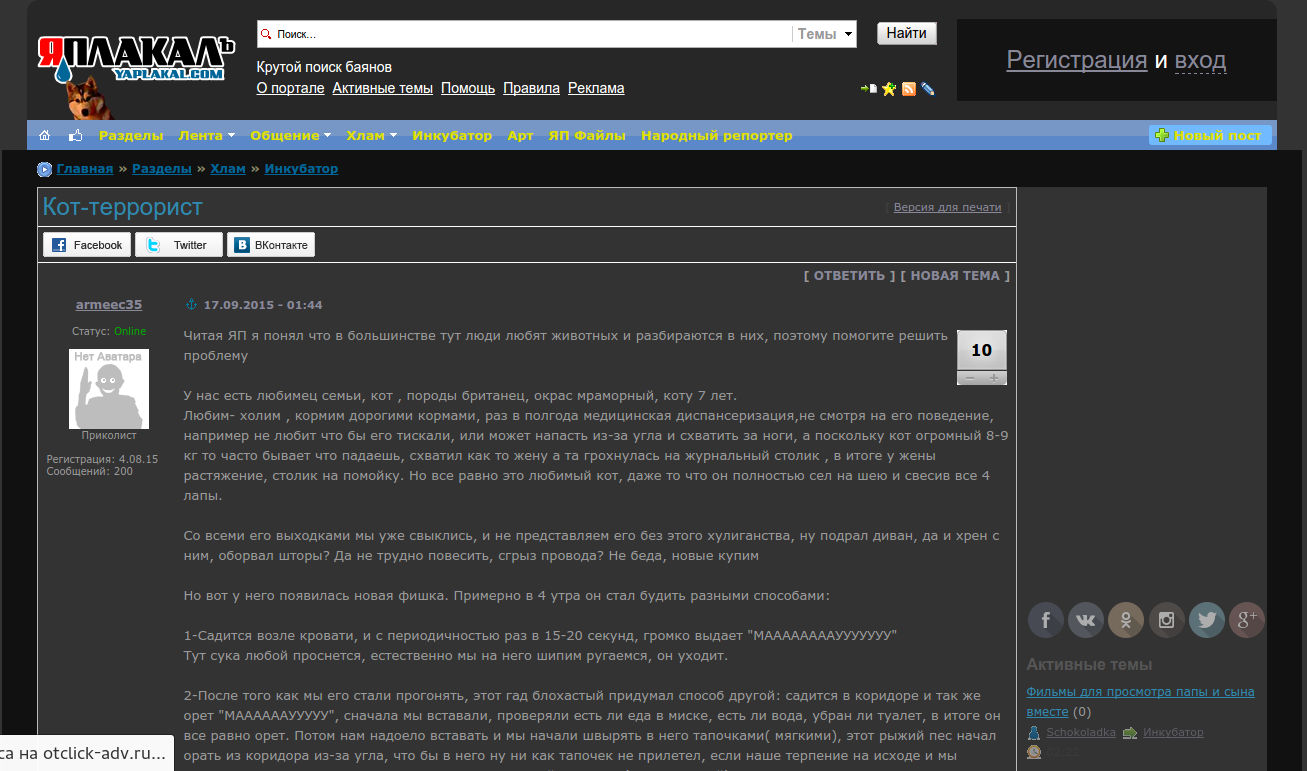 ЯПЛАКАЛЪ
YAPLAKAL.COM
Поиск...
Темы
Найти
Крутой поиск баянов
О портале Активные темы Помощь Правила Реклама
Регистрация и вход
Разделы Лента Общение Хлам Инкубатор Арт ЯП Файлы Народный репортер
Новый пост
Главная » Разделы » Хлам » Инкубатор
Кот-террорист
[ Версия для печати ]
Facebook
Twitter
ВКонтакте
[ ОТВЕТИТЬ ] [ НОВАЯ ТЕМА ]
armeec35
Статус: Online
Нет Аватара
Приколист
Регистрация: 4.08.15
Сообщений: 200
17.09.2015 - 01:44
10
Читая ЯП я понял что в большинстве тут люди любят животных и разбираются в них, поэтому помогите решить
проблему
У нас есть любимец семьи, кот , породы британец, окрас мраморный, коту 7 лет.
Любим- холим , кормим дорогими кормами, раз в полгода медицинская диспансеризация,не смотря на его поведение,
например не любит что бы его тискали, или может напасть из-за угла и схватить за ноги, а поскольку кот огромный 8-9
кг то часто бывает что падаешь, схватил как то жену а та грохнулась на журнальный столик , в итоге у жены
растяжение, столик на помойку. Но все равно это любимый кот, даже то что он полностью сел на шею и свесив все 4
лапы.
Со всеми его выходками мы уже свыклись, и не представляем его без этого хулиганства, ну подрал диван, да и хрен с
ним, оборвал шторы? Да не трудно повесить, сгрыз провода? Не беда, новые купим
Но вот у него появилась новая фишка. Примерно в 4 утра он стал будить разными способами:
1-Садится возле кровати, и с периодичностью раз в 15-20 секунд, громко выдает "МАААААААAУУУУУУУ"
Тут сука любой проснется, естественно мы на него шипим ругаемся, он уходит.
2-После того как мы его стали прогонять, этот гад блохастый придумал способ другой: садится в коридоре и так же
орет "МААААААУУУУУ", сначала мы вставали, проверяли есть ли еда в миске, есть ли вода, убран ли туалет, в итоге он
все равно орет. Потом нам надоело вставать и мы начали швырять в него тапочками( мягкими), этот рыжий пес начал
орать из коридора из-за угла, что бы в него ну ни как тапочек не прилетел, если наше терпение на исходе и мы
Активные темы
Фильмы для просмотра папы и сына
вместе (0)
Schokoladka Инкубатор
са на otclick-adv.ru...